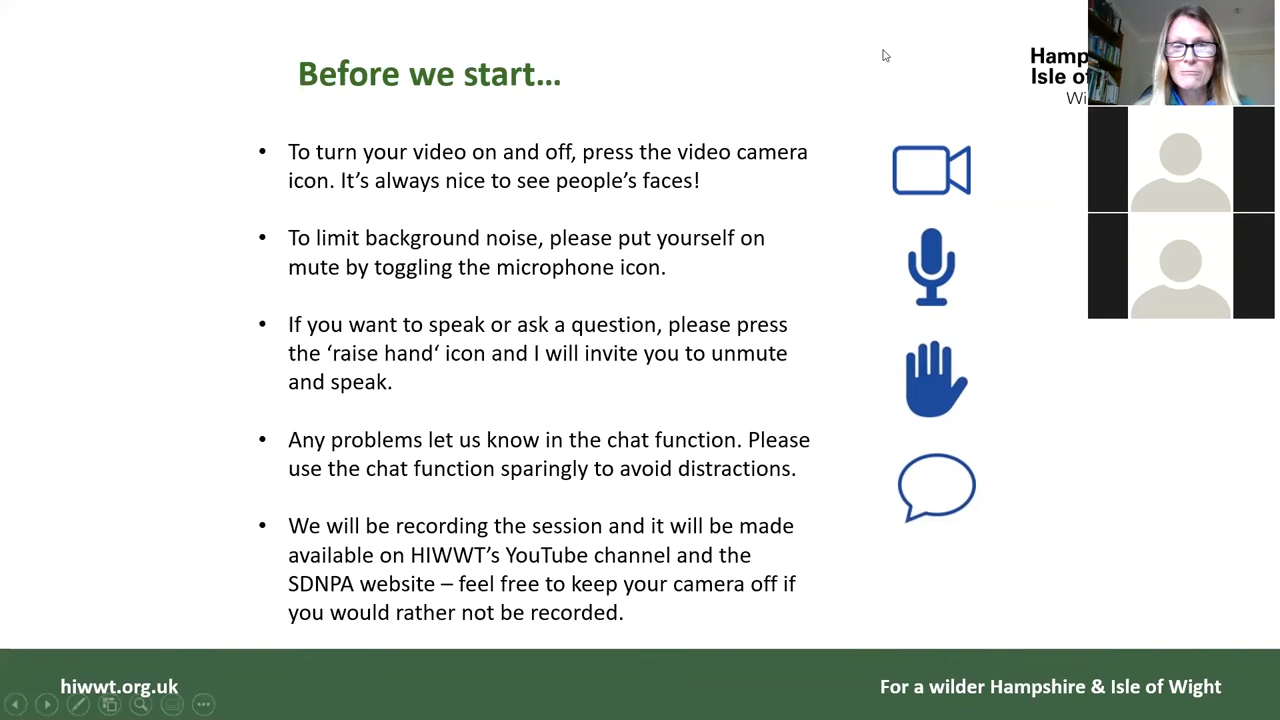 Before we start…
Hamp
Isle of
Wi
• To turn your video on and off, press the video camera
icon. It’s always nice to see people’s faces!
• To limit background noise, please put yourself on
mute by toggling the microphone icon.
• If you want to speak or ask a question, please press
the ‘raise hand‘ icon and I will invite you to unmute
and speak.
• Any problems let us know in the chat function. Please
use the chat function sparingly to avoid distractions.
• We will be recording the session and it will be made
available on HIWWT’s YouTube channel and the
SDNPA website – feel free to keep your camera off if
you would rather not be recorded.
hiwwt.org.uk
For a wilder Hampshire & Isle of Wight